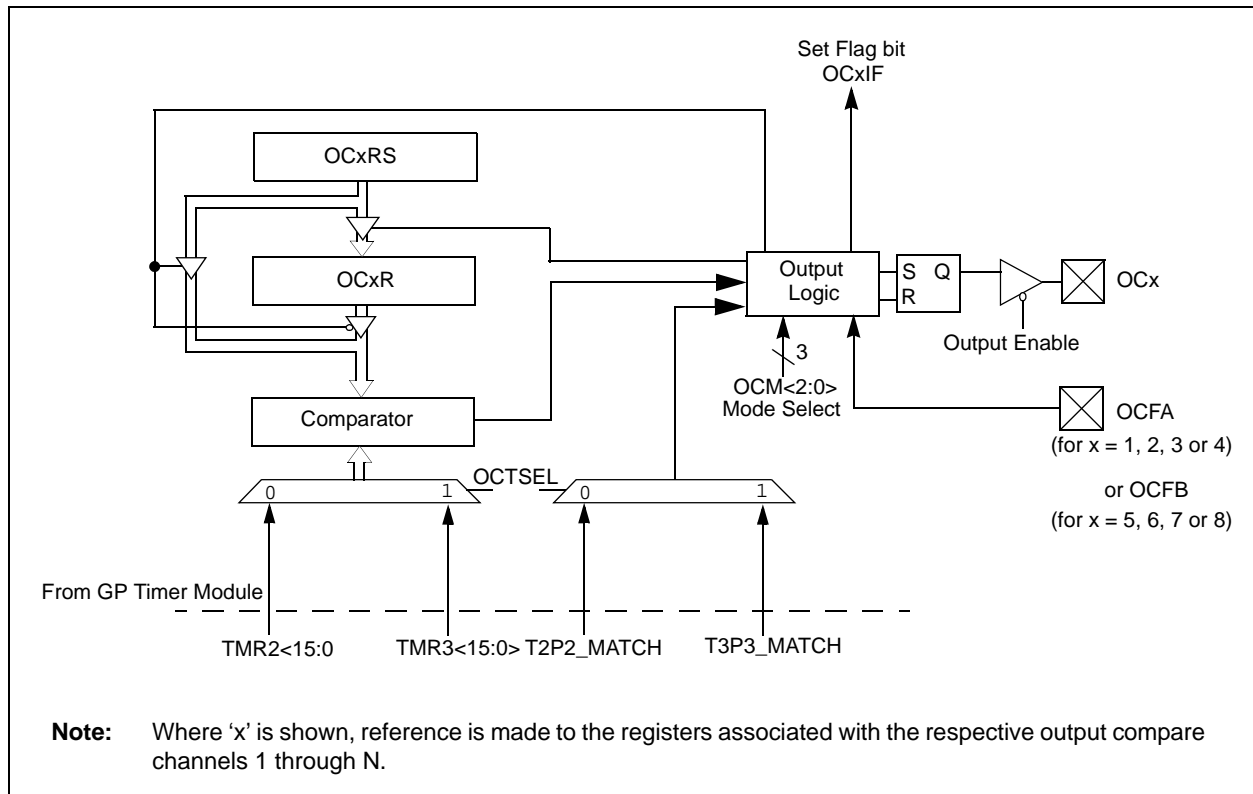 Set Flag bit
OCxIF
OCxRS
OCxR
Output
Logic
S Q
R
OCx
Output Enable
3
OCM<2:0>
Mode Select
Comparator
OCFA
(for x = 1, 2, 3 or 4)
or OCFB
(for x = 5, 6, 7 or 8)
0 1 OCTSEL 0 1
From GP Timer Module
TMR2<15:0 TMR3<15:0> T2P2_MATCH T3P3_MATCH
Note: Where ‘x’ is shown, reference is made to the registers associated with the respective output compare
channels 1 through N.